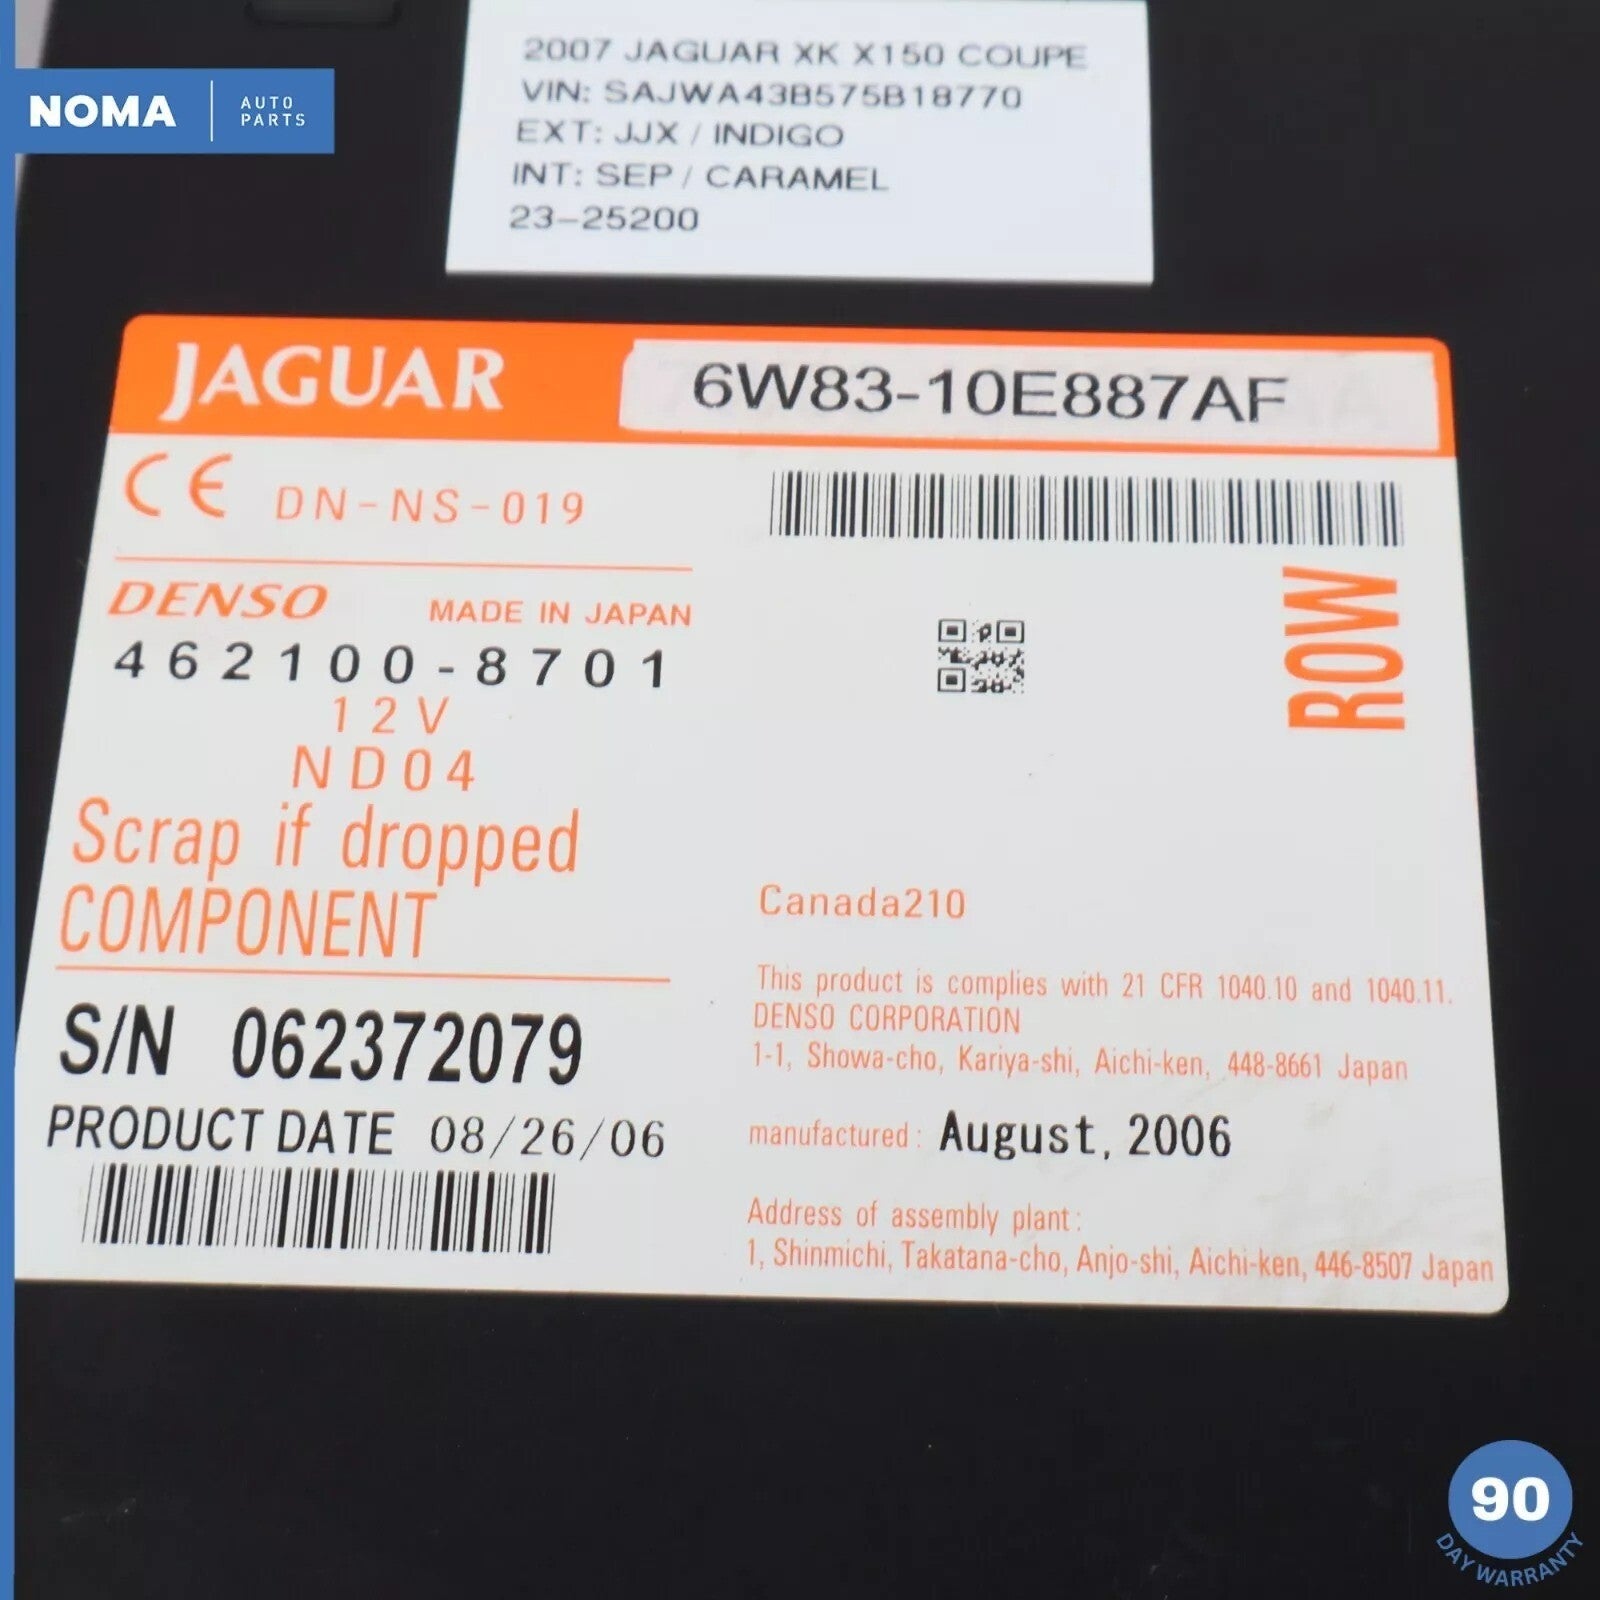 NOMA
AUTO
PARTS
2007 JAGUAR XK X150 COUPE
VIN: SAJWA43B575B18770
EXT: JJX / INDIGO
INT: SEP / CARAMEL
23-25200
JAGUAR
6W83-10E887AF
CE DN-NS-019
DENSO MADE IN JAPAN
462100-8701
12V
ND04
Scrap if dropped
COMPONENT
S/N 062372079
PRODUCT DATE 08/26/06
ROW
Canada210
This product is complies with 21 CFR 1040.10 and 1040.11.
DENSO CORPORATION
1-1, Showa-cho, Kariya-shi, Aichi-ken, 448-8661 Japan
manufactured: August, 2006
Address of assembly plant:
1, Shinmichi, Takatana-cho, Anjo-shi, Aichi-ken, 446-8507 Japan
90
DAY WARRANTY